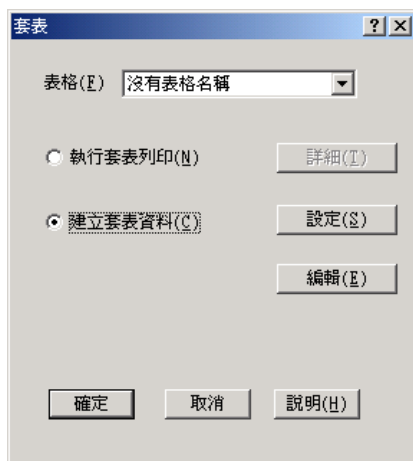 套表
表格(F) 沒有表格名稱
執行套表列印(N) 詳細(T)
建立套表資料(C) 設定(S)
編輯(E)
確定 取消 說明(H)